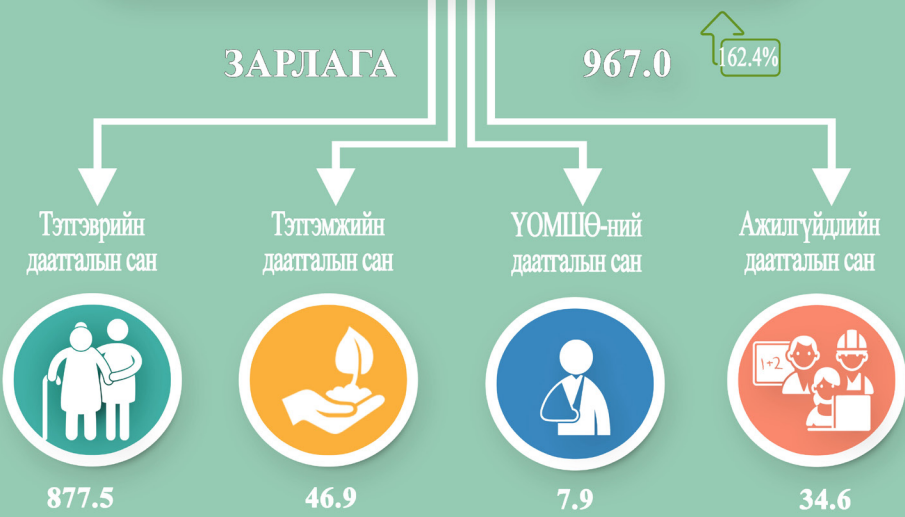 ЗАРЛАГА 967.0 162.4%
Тэтгэврийн
даатгалын сан
Тэтгэмжийн
даатгалын сан
ҮОМШӨ-ний
даатгалын сан
Ажилгүйдлийн
даатгалын сан
1+2
877.5 46.9 7.9 34.6